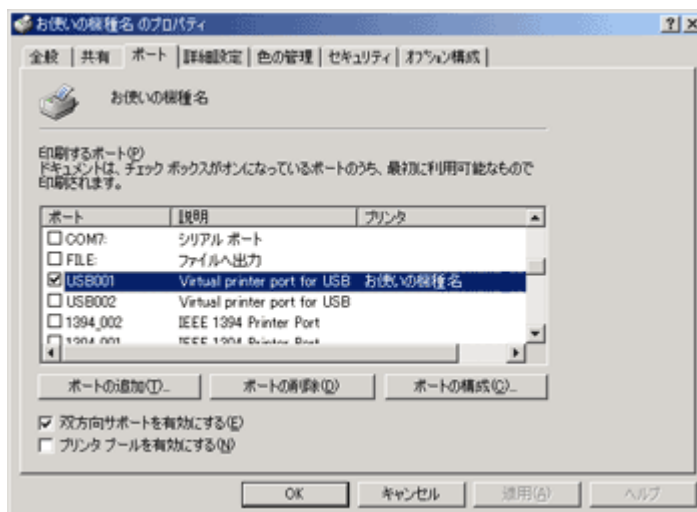 お使いの機種名 のプロパティ
全般 共有 ポート 詳細設定 色の管理 セキュリティ オプション構成
お使いの機種名
印刷するポート(P)
ドキュメントは、チェック ボックスがオンになっているポートのうち、最初に利用可能なもので
印刷されます。
ポート 説明 プリンタ
COM7: シリアル ポート
FILE: ファイルへ出力
USB001 Virtual printer port for USB お使いの機種名
USB002 Virtual printer port for USB
1394_002 IEEE 1394 Printer Port
1394_001 IEEE 1394 Printer Port
ポートの追加(T)... ポートの削除(D) ポートの構成(C)...
双方向サポートを有効にする(E)
プリンタ プールを有効にする(N)
OK キャンセル 適用(A) ヘルプ